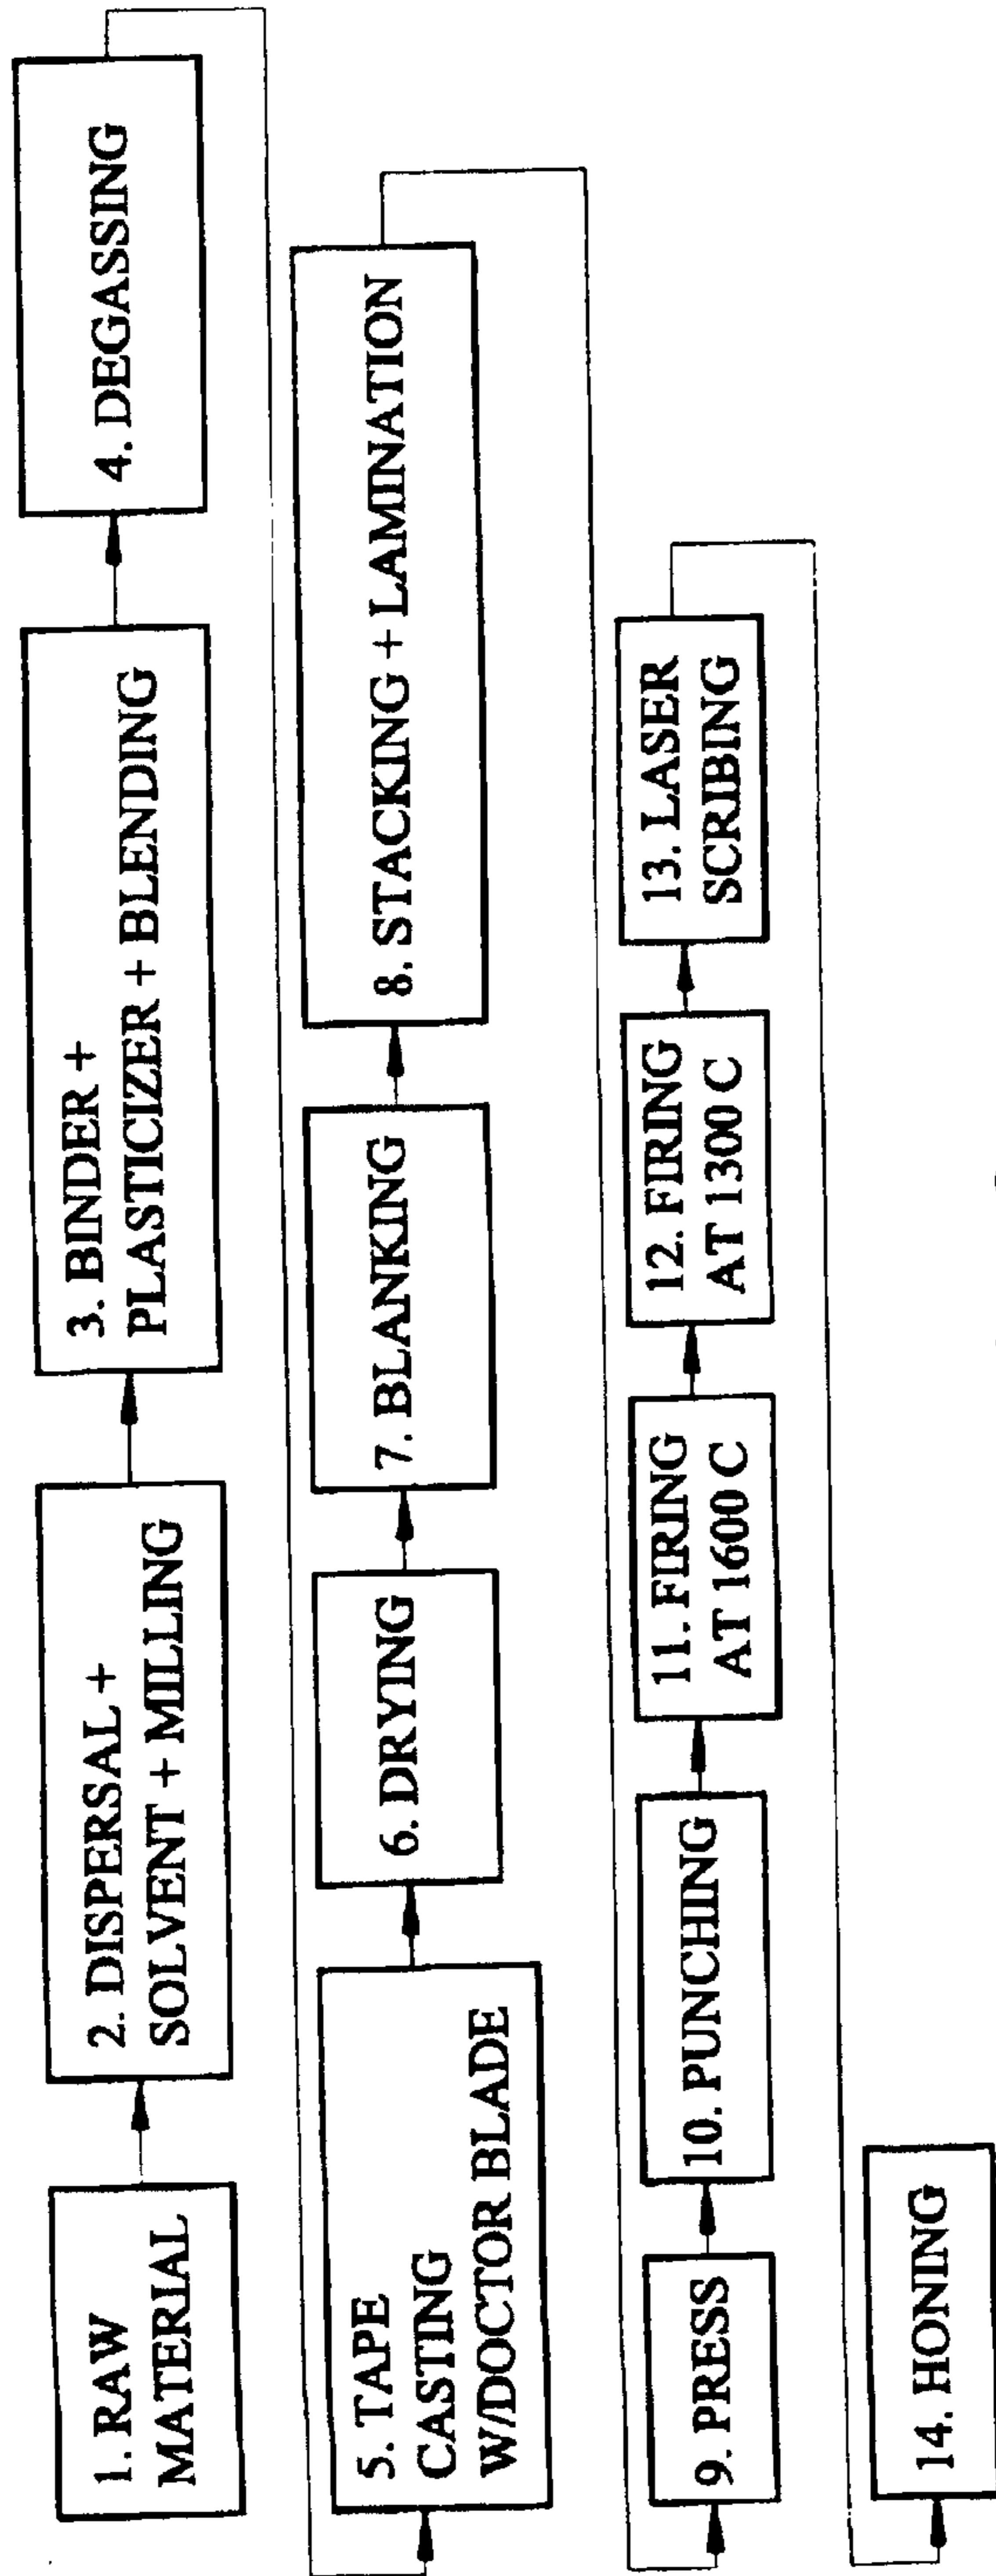 1. RAW
MATERIAL
2. DISPERSAL +
SOLVENT + MILLING
3. BINDER +
PLASTICIZER + BLENDING
4. DEGASSING
5. TAPE
CASTING
W/DOCTOR BLADE
6. DRYING
7. BLANKING
8. STACKING + LAMINATION
9. PRESS
10. PUNCHING
11. FIRING
AT 1600 C
12. FIRING
AT 1300 C
13. LASER
SCRIBING
14. HONING